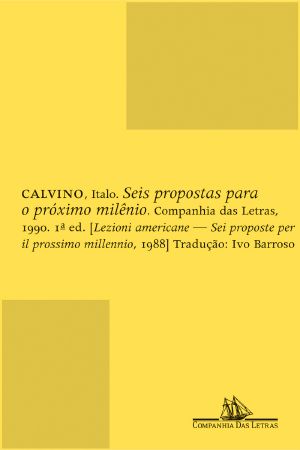 CALVINO, Italo. Seis propostas para
o próximo milênio. Companhia das Letras,
1990. 1ª ed. [Lezioni americane — Sei proposte per
il prossimo millennio, 1988] Tradução: Ivo Barroso
COMPANHIA DAS LETRAS